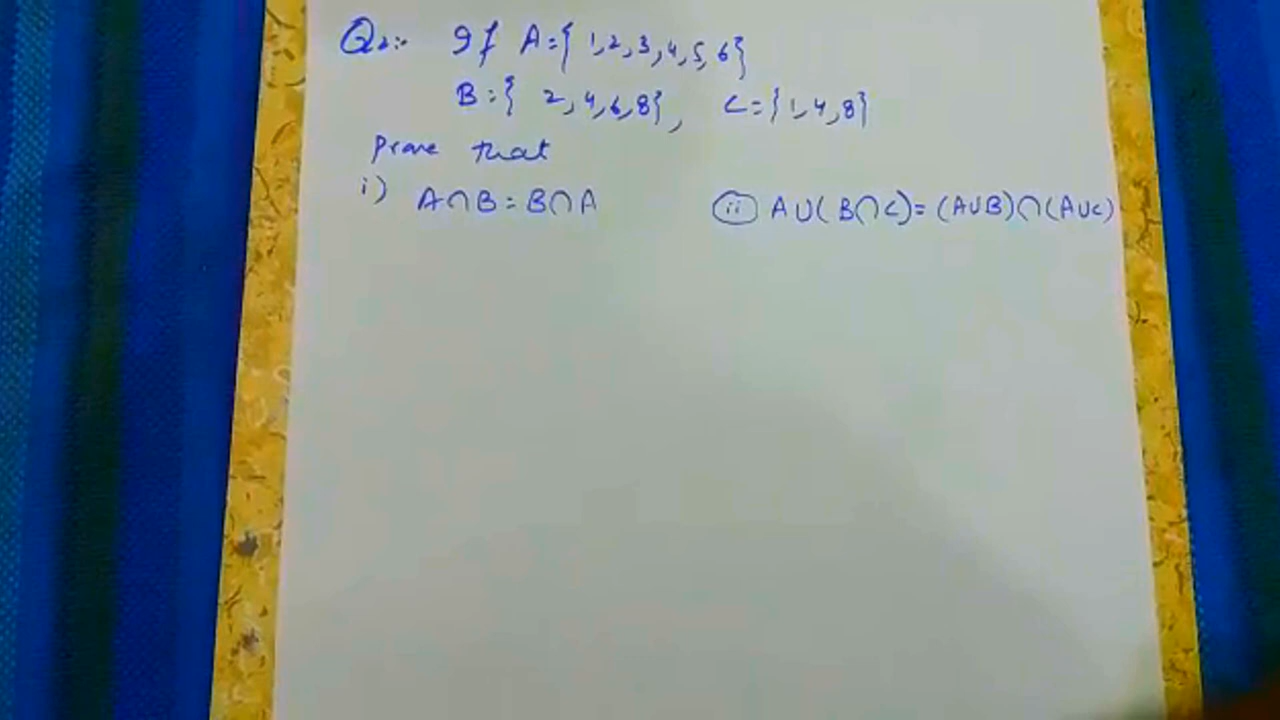 Q2:- If A={ 1,2,3,4,5,6}
B={ 2,4,6,8}, C={1,4,8}
Prove that
i) A∩B=B∩A ii A∪(B∩C)=(A∪B)∩(A∪C)